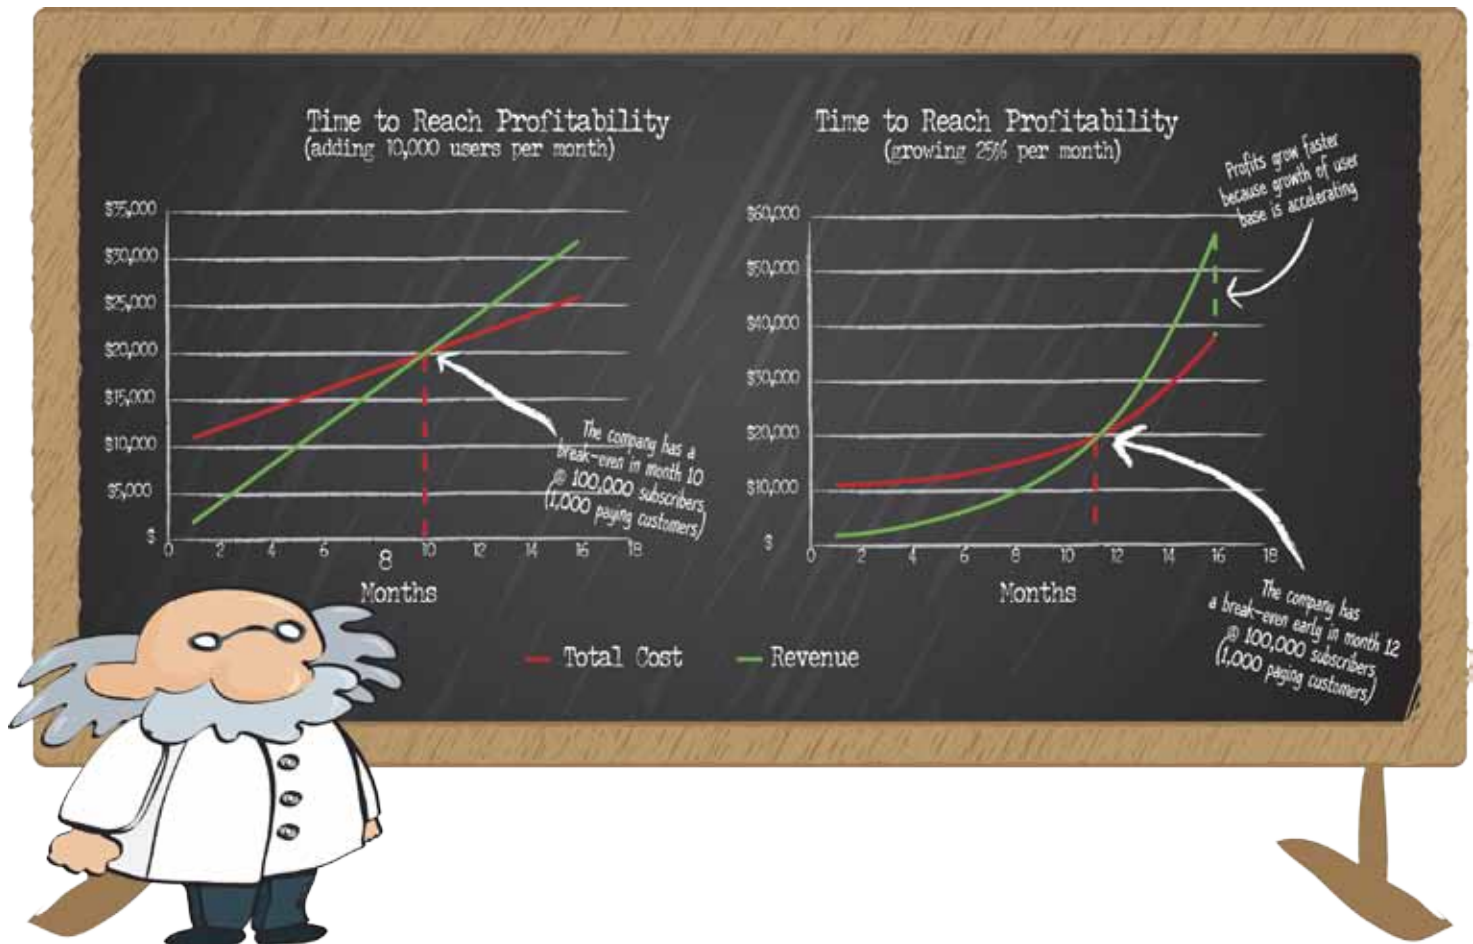 Time to Reach Profitability
(adding 10,000 users per month)
$35,000
$30,000
$25,000
$20,000
$15,000
$10,000
$5,000
$
0 2 4 6 8 10 12 14 16 18
Months
The company has a
break-even in month 10
@ 100,000 subscribers
(1,000 paying customers)
Time to Reach Profitability
(growing 25% per month)
Profits grow faster
because growth of user
base is accelerating
$60,000
$50,000
$40,000
$30,000
$20,000
$10,000
$
0 2 4 6 8 10 12 14 16 18
Months
The company has
a break-even early in month 12
@ 100,000 subscribers
(1,000 paying customers)
Total Cost
Revenue